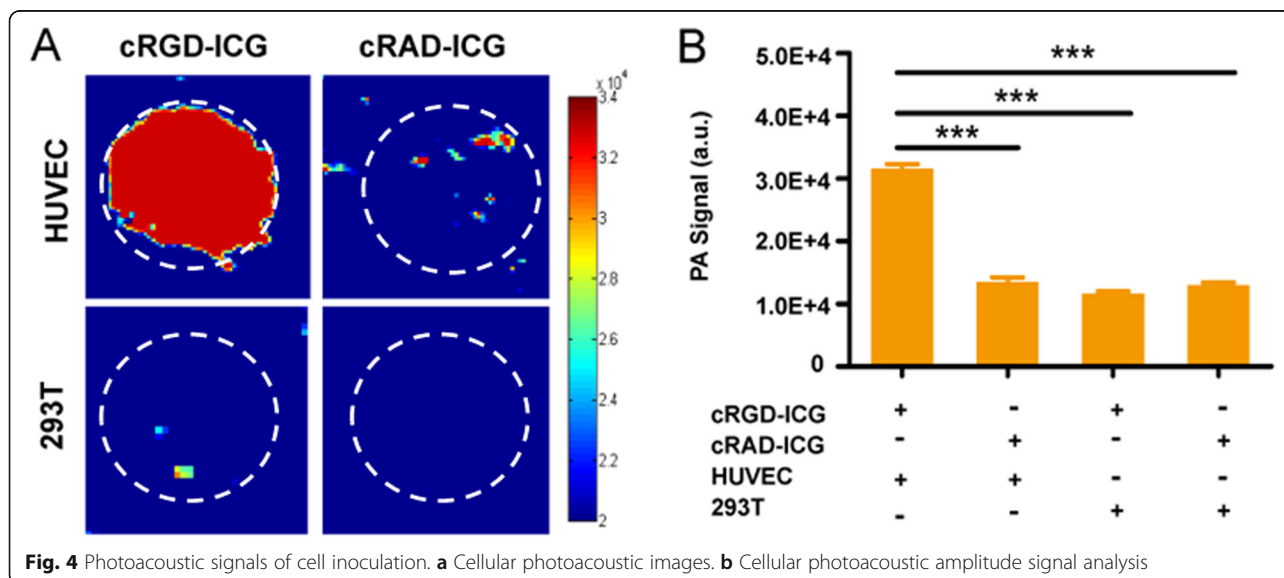 A
cRGD-ICG
cRAD-ICG
HUVEC
293T
x 10⁴
3.4
3.2
3
2.8
2.6
2.4
2.2
2
B
PA Signal (a.u.)
5.0E+4
4.0E+4
3.0E+4
2.0E+4
1.0E+4
0
***
***
***
cRGD-ICG + - + -
cRAD-ICG - + - +
HUVEC + + - -
293T - - + +
Fig. 4 Photoacoustic signals of cell inoculation. a Cellular photoacoustic images. b Cellular photoacoustic amplitude signal analysis